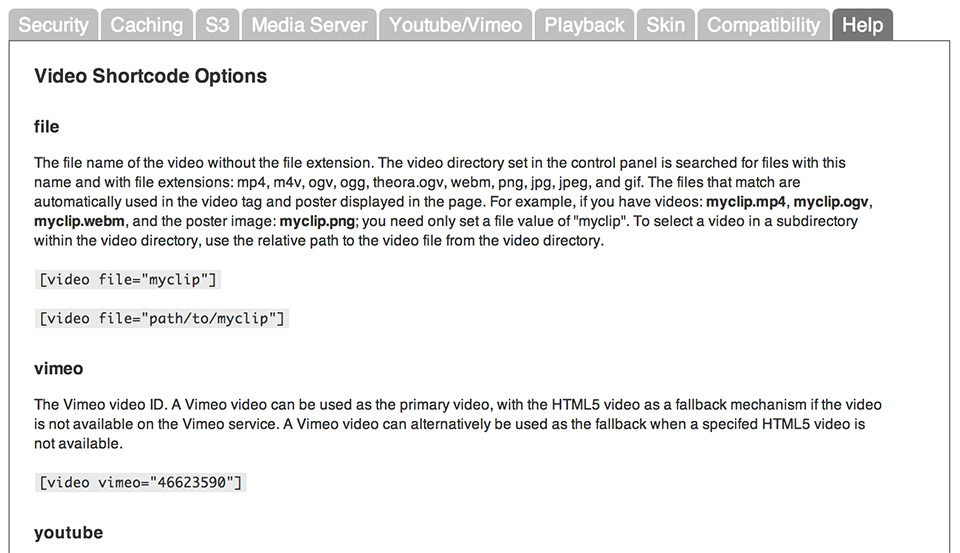 Security Caching S3 Media Server Youtube/Vimeo Playback Skin Compatibility Help
Video Shortcode Options
file
The file name of the video without the file extension. The video directory set in the control panel is searched for files with this
name and with file extensions: mp4, m4v, ogv, ogg, theora.ogv, webm, png, jpg, jpeg, and gif. The files that match are
automatically used in the video tag and poster displayed in the page. For example, if you have videos: myclip.mp4, myclip.ogv,
myclip.webm, and the poster image: myclip.png; you need only set a file value of "myclip". To select a video in a subdirectory
within the video directory, use the relative path to the video file from the video directory.
[video file="myclip"]
[video file="path/to/myclip"]
vimeo
The Vimeo video ID. A Vimeo video can be used as the primary video, with the HTML5 video as a fallback mechanism if the video
is not available on the Vimeo service. A Vimeo video can alternatively be used as the fallback when a specifed HTML5 video is
not available.
[video vimeo="46623590"]
youtube